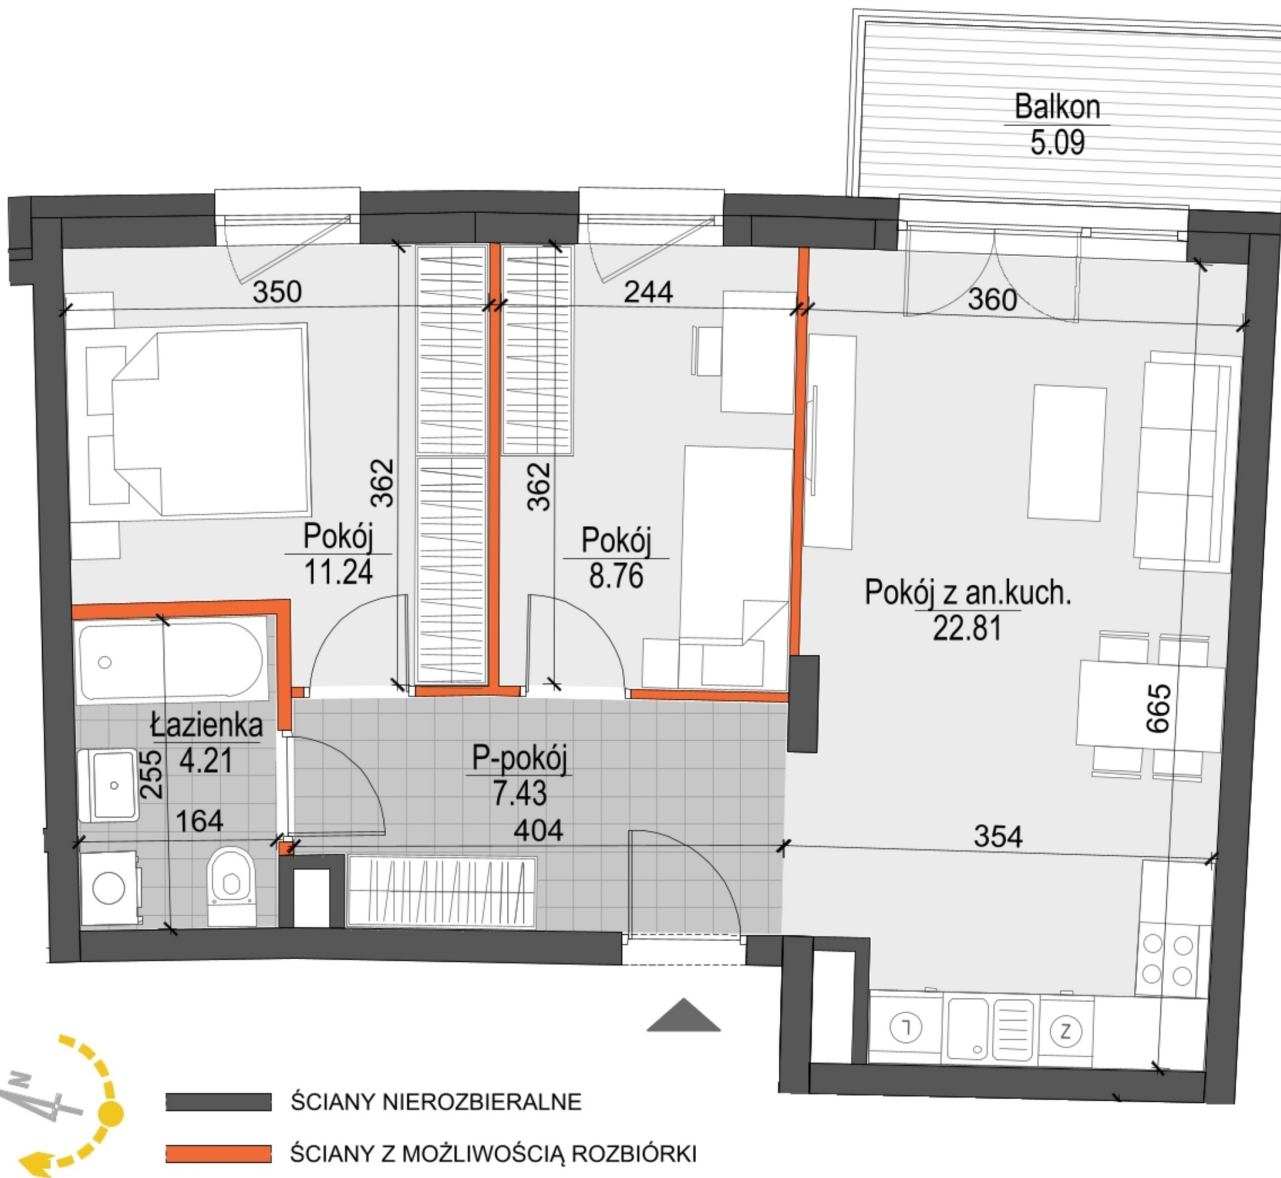 Balkon
5.09
350
244
360
362
362
Pokój
11.24
Pokój
8.76
Pokój z an.kuch.
22.81
665
Łazienka
4.21
255
164
P-pokój
7.43
404
354
L
Z
N
ŚCIANY NIEROZBIERALNE
ŚCIANY Z MOŻLIWOŚCIĄ ROZBIÓRKI